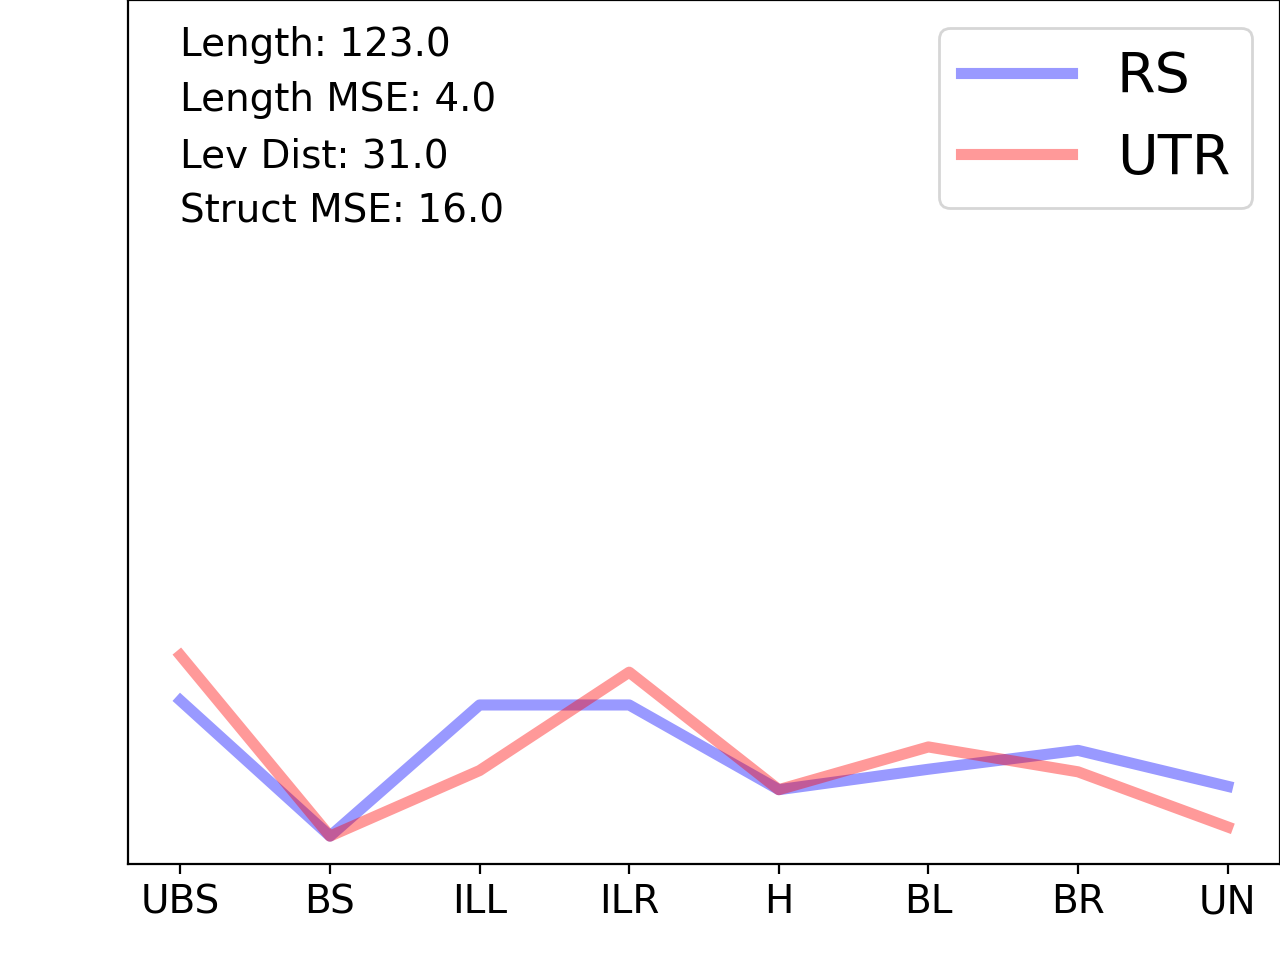 Length: 123.0
Length MSE: 4.0
Lev Dist: 31.0
Struct MSE: 16.0
RS
UTR
UBS BS ILL ILR H BL BR UN